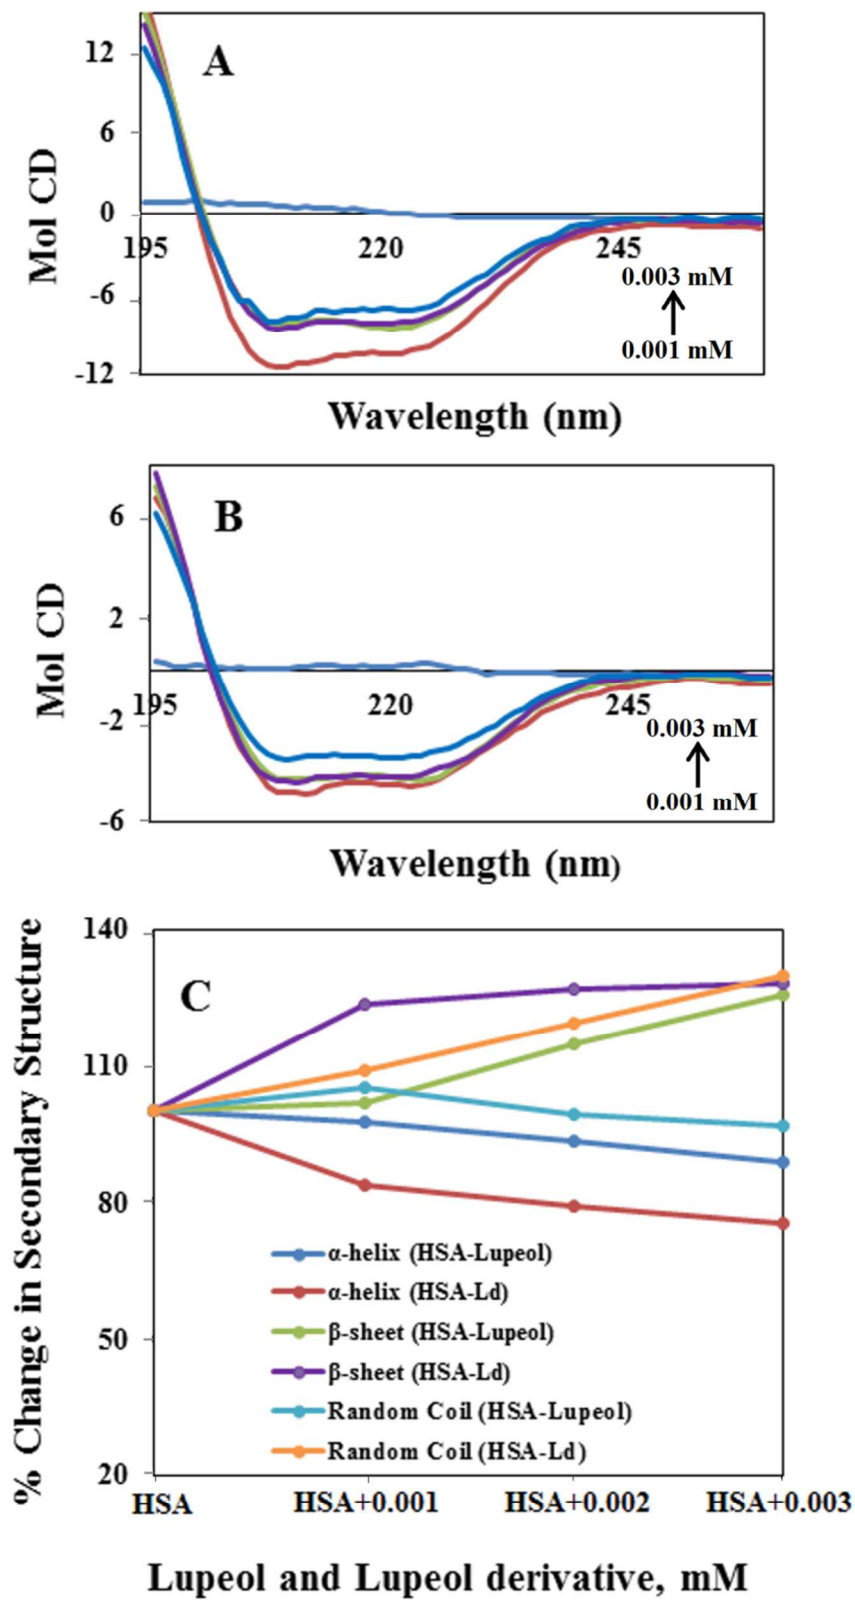 12
A
6
Mol CD
0
195 220 245
0.003 mM
-6
0.001 mM
-12
Wavelength (nm)
B
6
2
Mol CD
195 220 245
-2
0.003 mM
0.001 mM
-6
Wavelength (nm)
140
C
110
% Change in Secondary Structure
80
α-helix (HSA-Lupeol)
α-helix (HSA-Ld)
β-sheet (HSA-Lupeol)
50
β-sheet (HSA-Ld)
Random Coil (HSA-Lupeol)
Random Coil (HSA-Ld)
20
HSA HSA+0.001 HSA+0.002 HSA+0.003
Lupeol and Lupeol derivative, mM